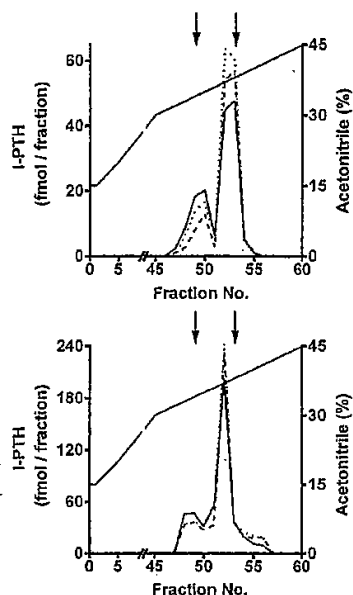 60
40
20
0
I-PTH
(fmol / fraction)
45
30
15
0
Acetonitrile (%)
0 5 45 50 55 60
Fraction No.
240
180
120
60
0
I-PTH
(fmol / fraction)
45
30
15
0
Acetonitrile (%)
0 5 45 50 55 60
Fraction No.